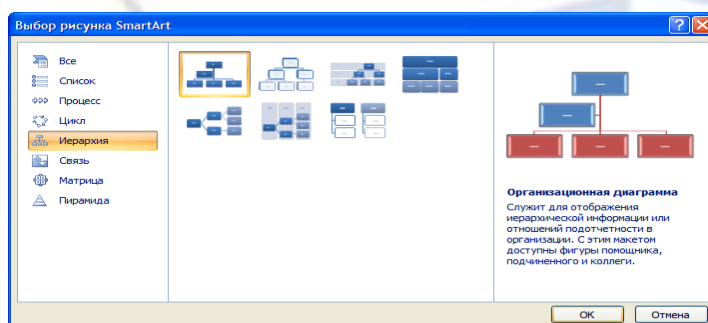 Выбор рисунка SmartArt
Все
Список
Процесс
Цикл
Иерархия
Связь
Матрица
Пирамида
Организационная диаграмма
Служит для отображения
иерархической информации или
отношений подотчетности в
организации. С этим макетом
доступны фигуры помощника,
подчиненного и коллеги.
ОК
Отмена